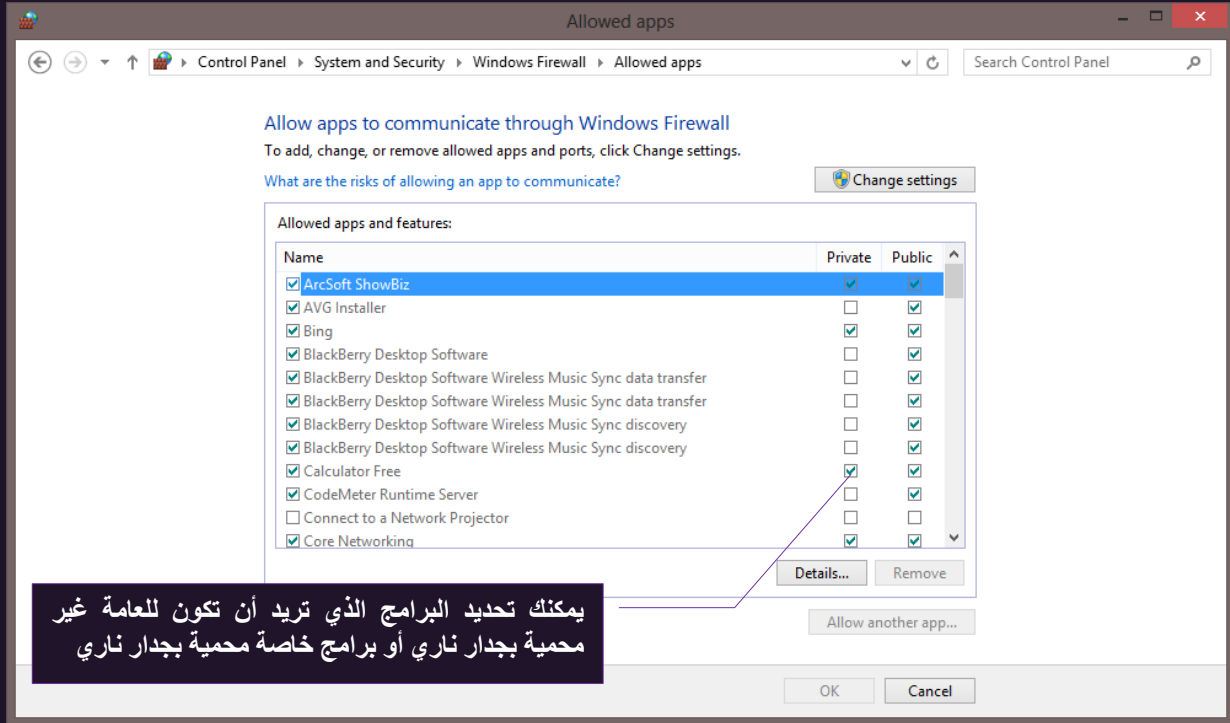 Allowed apps
Control Panel System and Security Windows Firewall Allowed apps
Search Control Panel
Allow apps to communicate through Windows Firewall
To add, change, or remove allowed apps and ports, click Change settings.
What are the risks of allowing an app to communicate?
Change settings
Allowed apps and features:
Name Private Public
ArcSoft ShowBiz
AVG Installer
Bing
BlackBerry Desktop Software
BlackBerry Desktop Software Wireless Music Sync data transfer
BlackBerry Desktop Software Wireless Music Sync data transfer
BlackBerry Desktop Software Wireless Music Sync discovery
BlackBerry Desktop Software Wireless Music Sync discovery
Calculator Free
CodeMeter Runtime Server
Connect to a Network Projector
Core Networking
Details... Remove
Allow another app...
يمكنك تحديد البرامج الذي تريد أن تكون للعامة غير
محمية بجدار ناري أو برامج خاصة محمية بجدار ناري
OK Cancel